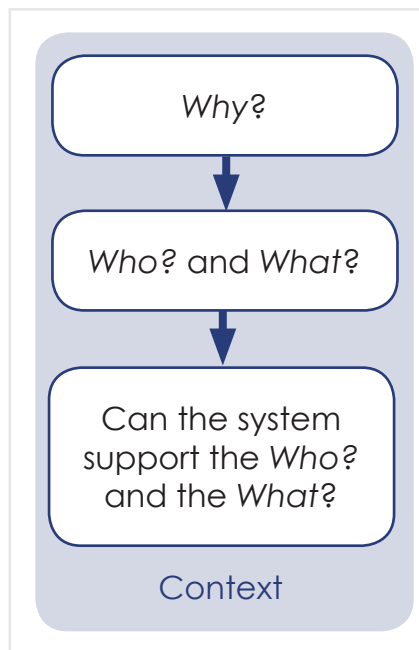 Why?
Who? and What?
Can the system
support the Who?
and the What?
Context